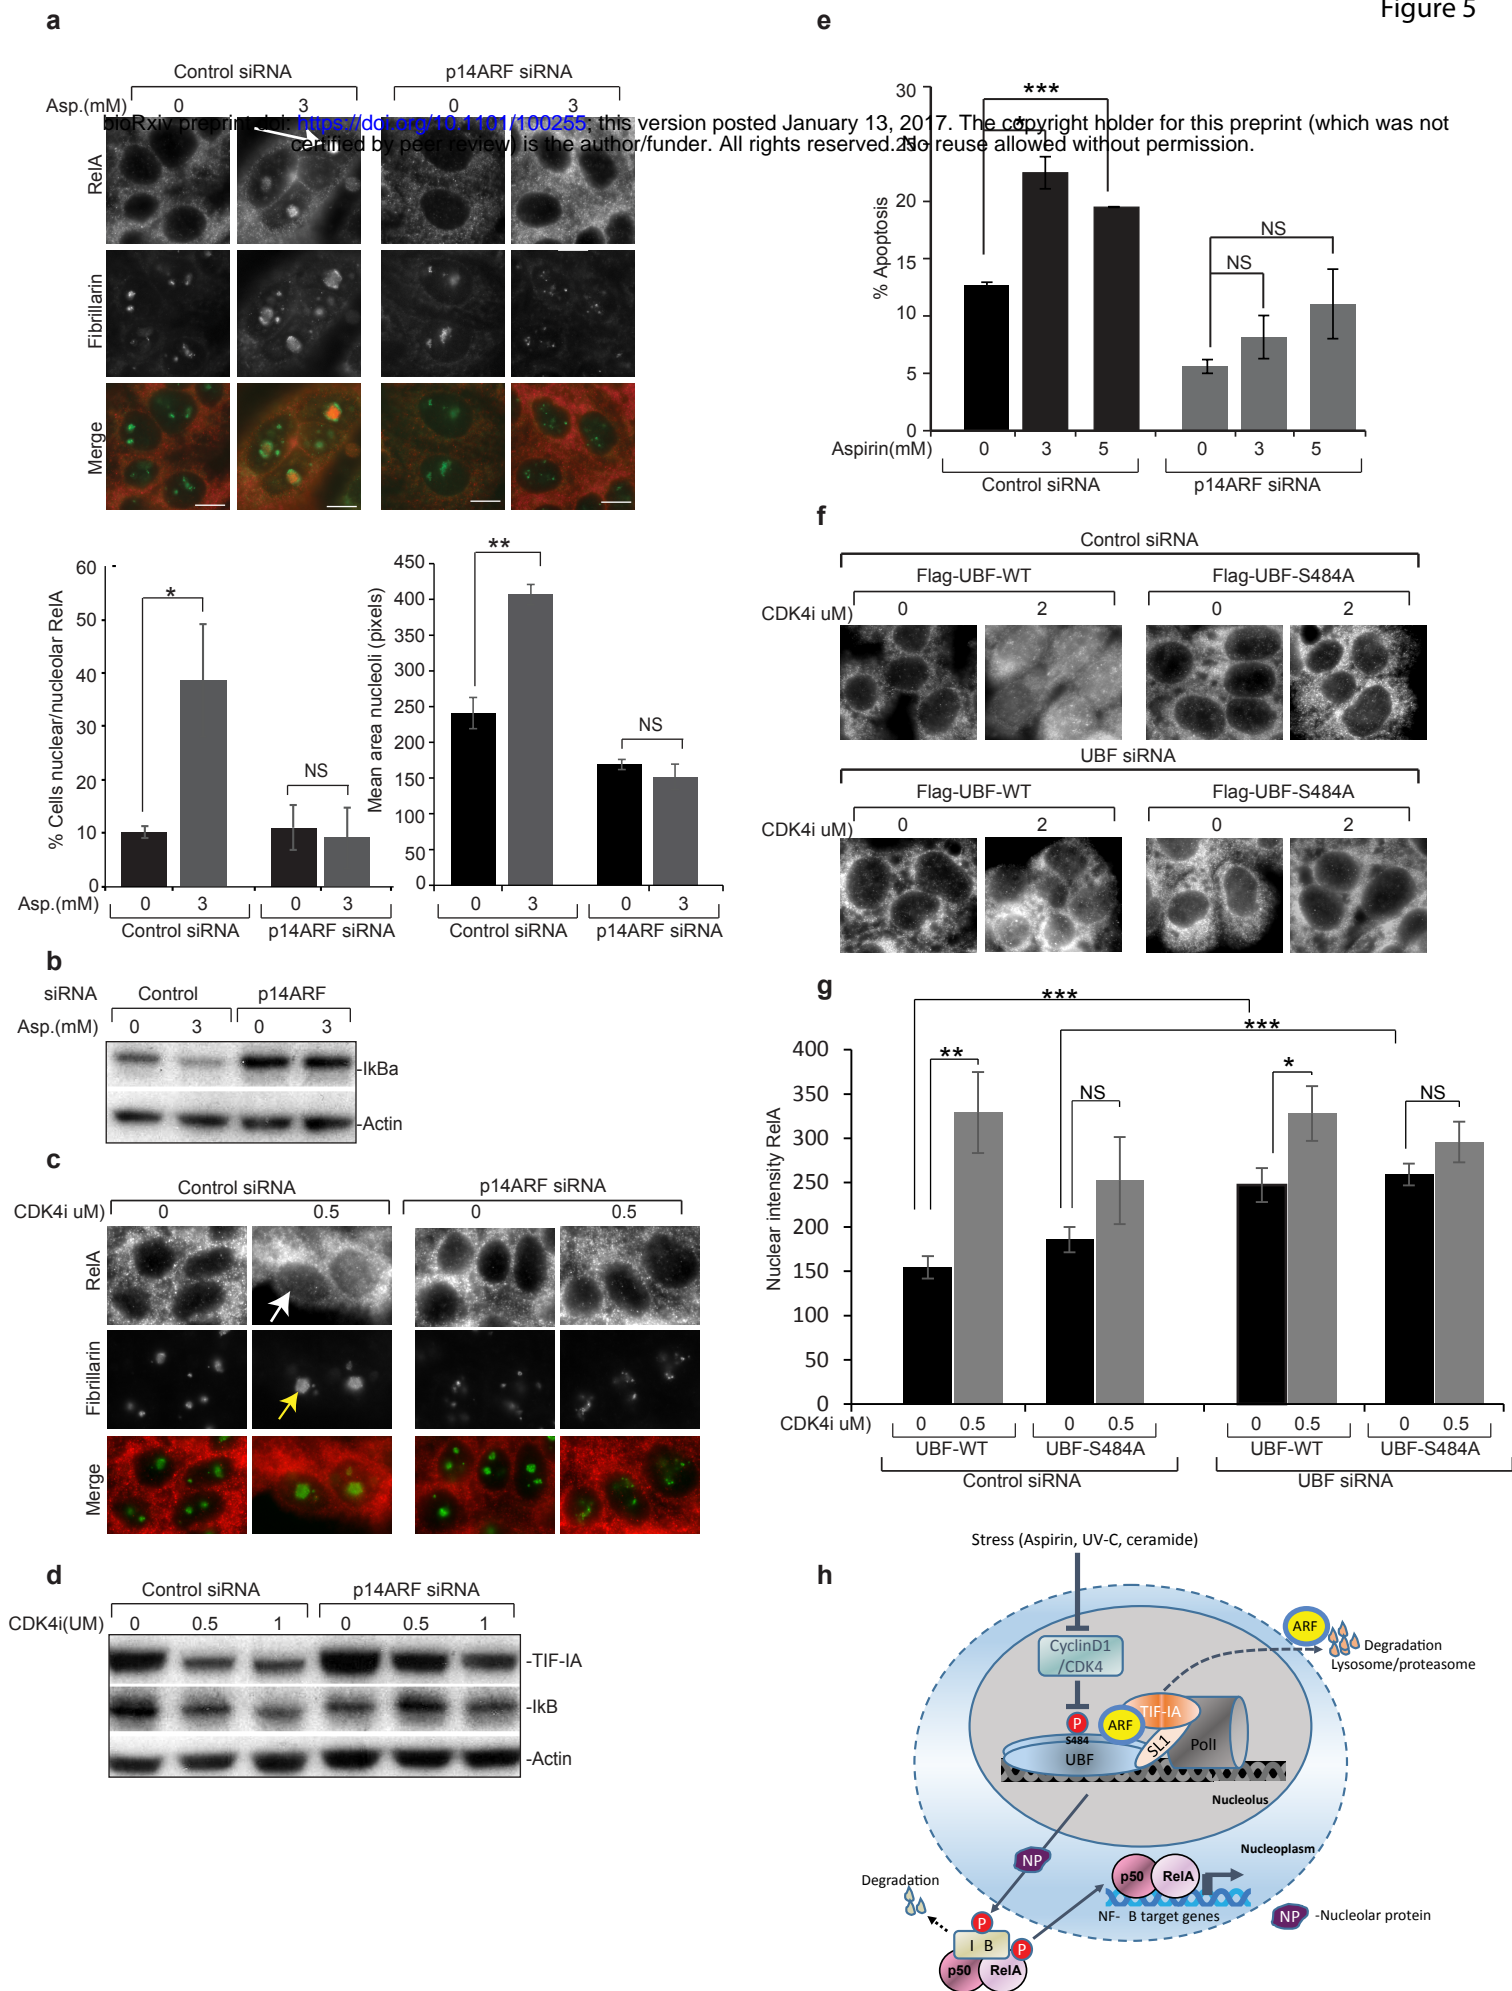 Figure 5
a
Control siRNA
p14ARF siRNA
Asp.(mM)
0
3
0
3
bioRxiv preprint doi: https://doi.org/10.1101/100255; this version posted January 13, 2017. The copyright holder for this preprint (which was not
certified by peer review) is the author/funder. All rights reserved. No reuse allowed without permission.
RelA
Fibrillarin
Merge
% Cells nuclear/nucleolar RelA
60
50
40
30
20
10
0
*
NS
Asp.(mM)
0
3
0
3
Control siRNA
p14ARF siRNA
Mean area nucleoli (pixels)
450
400
350
300
250
200
150
100
50
0
**
NS
0
3
0
3
Control siRNA
p14ARF siRNA
b
siRNA
Control
p14ARF
Asp.(mM)
0
3
0
3
-IkBa
-Actin
c
Control siRNA
p14ARF siRNA
CDK4i uM)
0
0.5
0
0.5
RelA
Fibrillarin
Merge
d
Control siRNA
p14ARF siRNA
CDK4i(UM)
0
0.5
1
0
0.5
1
-TIF-IA
-IkB
-Actin
e
% Apoptosis
30
25
20
15
10
5
0
***
*
NS
NS
Aspirin(mM)
0
3
5
0
3
5
Control siRNA
p14ARF siRNA
f
Control siRNA
Flag-UBF-WT
Flag-UBF-S484A
CDK4i uM)
0
2
0
2
UBF siRNA
Flag-UBF-WT
Flag-UBF-S484A
CDK4i uM)
0
2
0
2
g
Nuclear intensity RelA
400
350
300
250
200
150
100
50
0
***
***
**
NS
*
NS
CDK4i uM)
0
0.5
0
0.5
0
0.5
0
0.5
UBF-WT
UBF-S484A
UBF-WT
UBF-S484A
Control siRNA
UBF siRNA
h
Stress (Aspirin, UV-C, ceramide)
CyclinD1
/CDK4
P
S484
UBF
ARF
TIF-IA
SL1
PolI
ARF
Degradation
Lysosome/proteasome
Nucleolus
Nucleoplasm
NP
Degradation
P
I B
P
p50
RelA
p50
RelA
NF- B target genes
NP
-Nucleolar protein